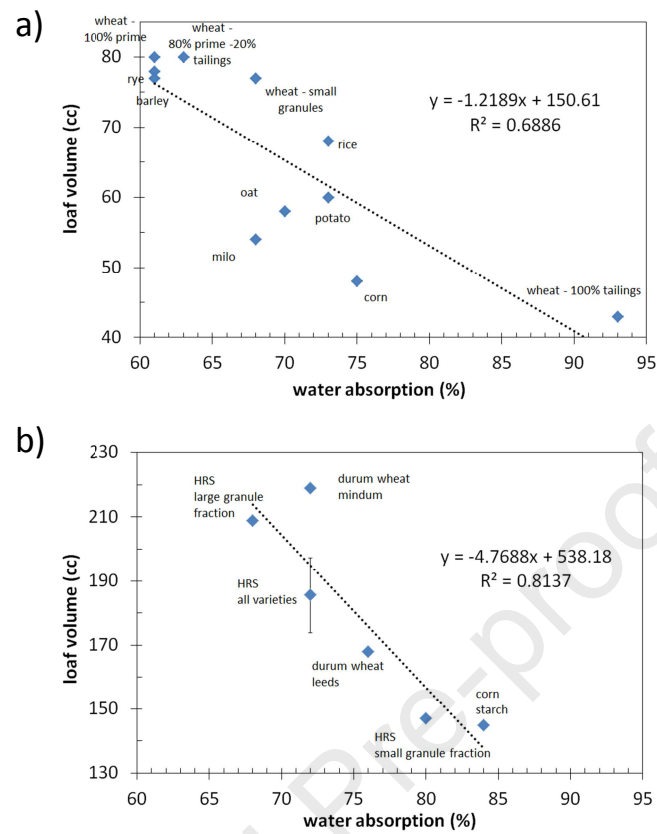 a)
wheat -
100% prime
wheat -
80% prime -20%
tailings
rye
barley
wheat - small
granules
y = -1.2189x + 150.61
R² = 0.6886
rice
oat
potato
milo
corn
wheat - 100% tailings
loaf volume (cc)
80
70
60
50
40
60 65 70 75 80 85 90 95
water absorption (%)
b)
HRS
large granule
fraction
durum wheat
mindum
y = -4.7688x + 538.18
R² = 0.8137
HRS
all varieties
durum wheat
leeds
corn
starch
HRS
small granule fraction
loaf volume (cc)
230
210
190
170
150
130
60 65 70 75 80 85 90 95
water absorption (%)
Pre-proof